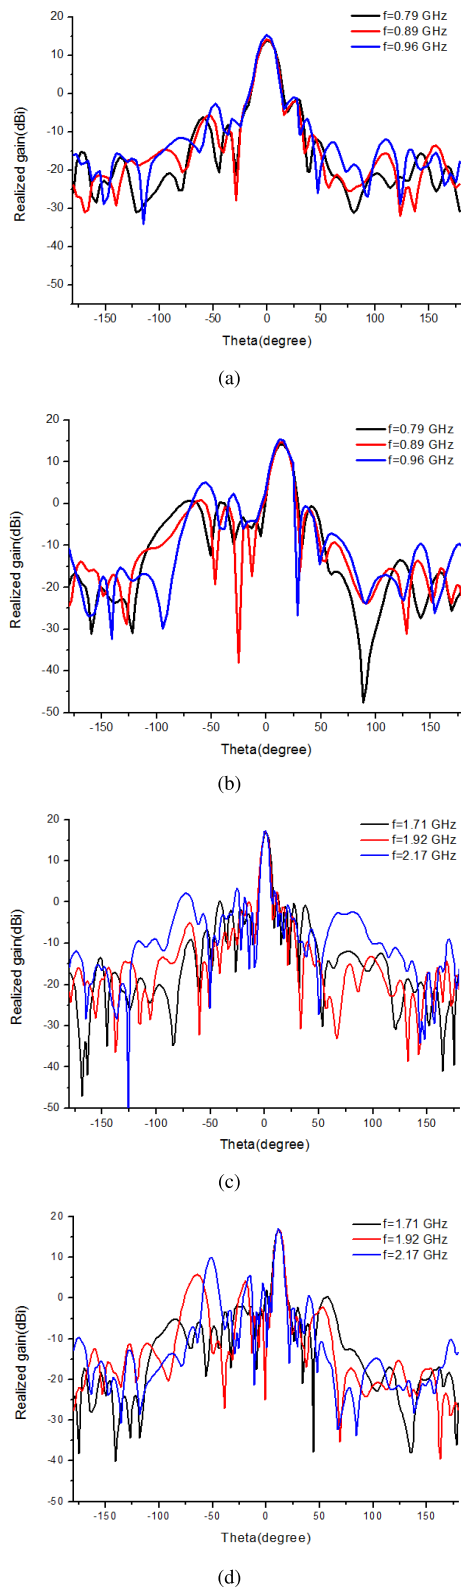 20
10
0
-10
-20
-30
-40
-50
Realized gain(dBi)
f=0.79 GHz
f=0.89 GHz
f=0.96 GHz
-150 -100 -50 0 50 100 150
Theta(degree)
(a)
20
10
0
-10
-20
-30
-40
-50
Realized gain(dBi)
f=0.79 GHz
f=0.89 GHz
f=0.96 GHz
-150 -100 -50 0 50 100 150
Theta(degree)
(b)
20
10
0
-10
-20
-30
-40
-50
Realized gain(dBi)
f=1.71 GHz
f=1.92 GHz
f=2.17 GHz
-150 -100 -50 0 50 100 150
Theta(degree)
(c)
20
10
0
-10
-20
-30
-40
-50
Realized gain(dBi)
f=1.71 GHz
f=1.92 GHz
f=2.17 GHz
-150 -100 -50 0 50 100 150
Theta(degree)
(d)